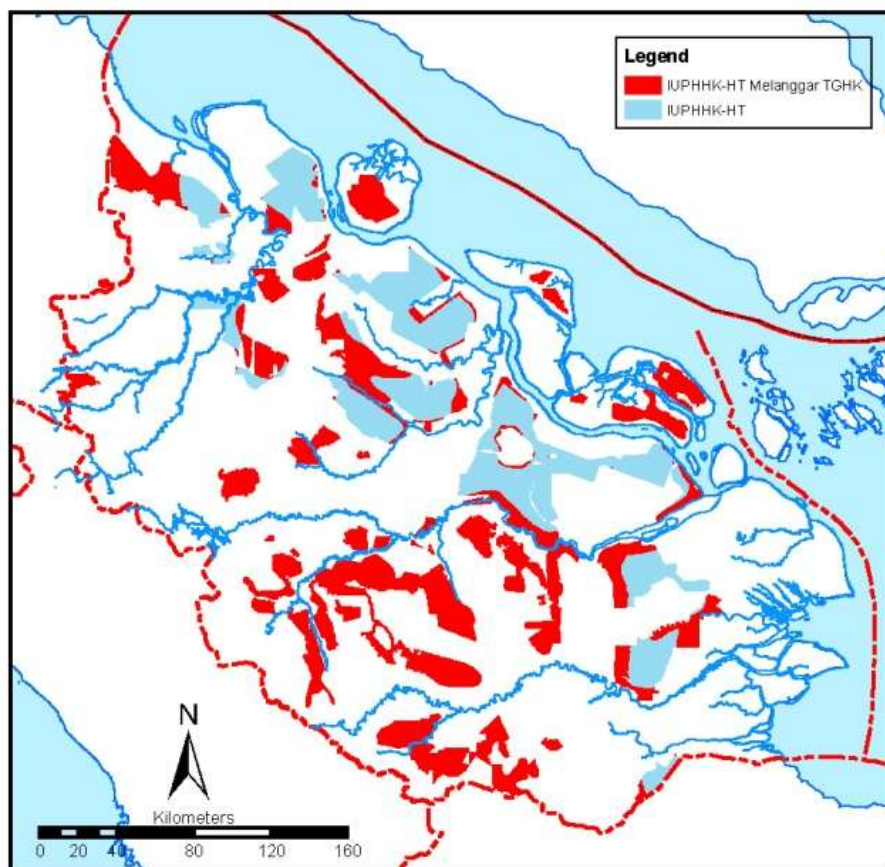 Legend
IUPHHK-HT Melanggar TGHK
IUPHHK-HT
N
Kilometers
0 20 40 80 120 160